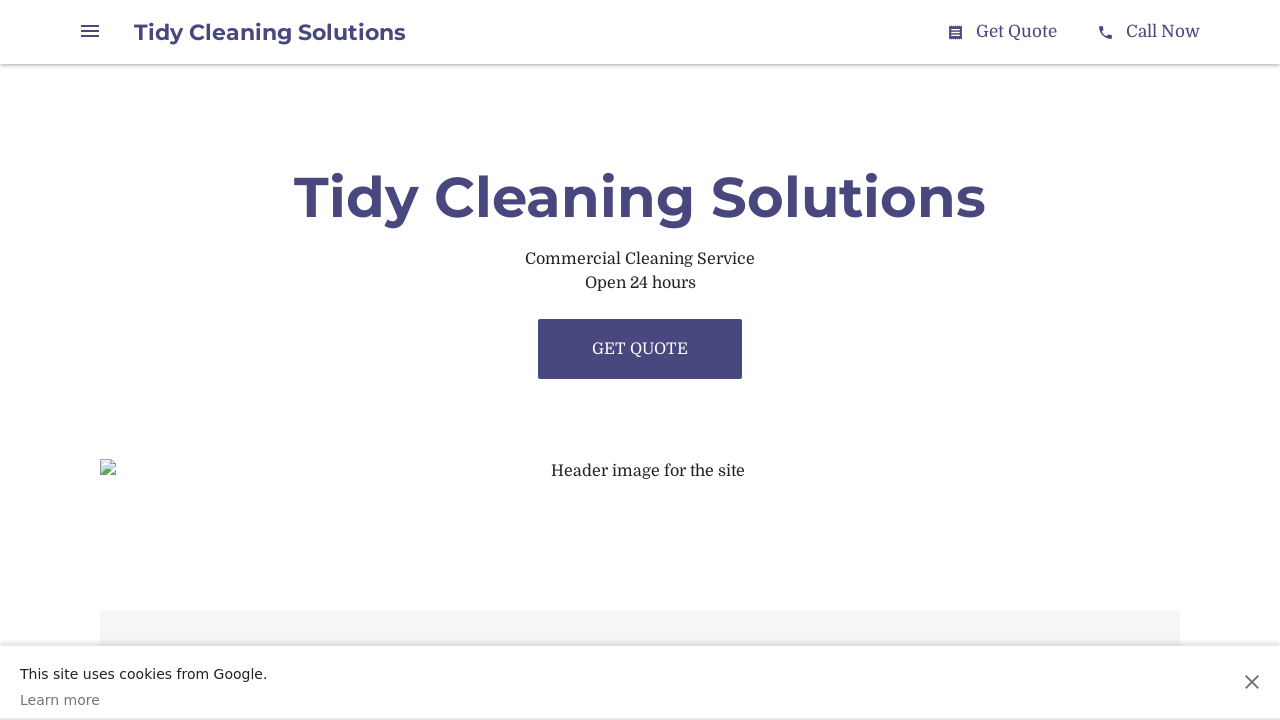 Tidy Cleaning Solutions
Get Quote
Call Now
Tidy Cleaning Solutions
Commercial Cleaning Service
Open 24 hours
GET QUOTE
Header image for the site
This site uses cookies from Google.
Learn more